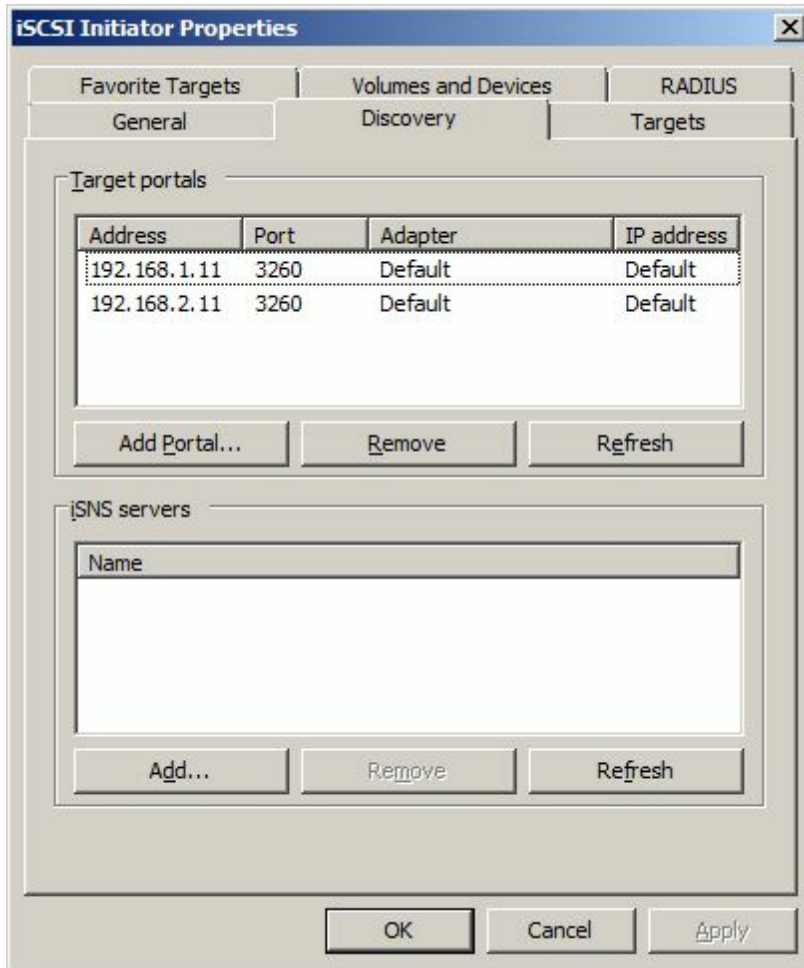 iSCSI Initiator Properties
Favorite Targets Volumes and Devices RADIUS
General Discovery Targets
Target portals
Address Port Adapter IP address
192.168.1.11 3260 Default Default
192.168.2.11 3260 Default Default
Add Portal... Remove Refresh
iSNS servers
Name
Add... Remove Refresh
OK Cancel Apply